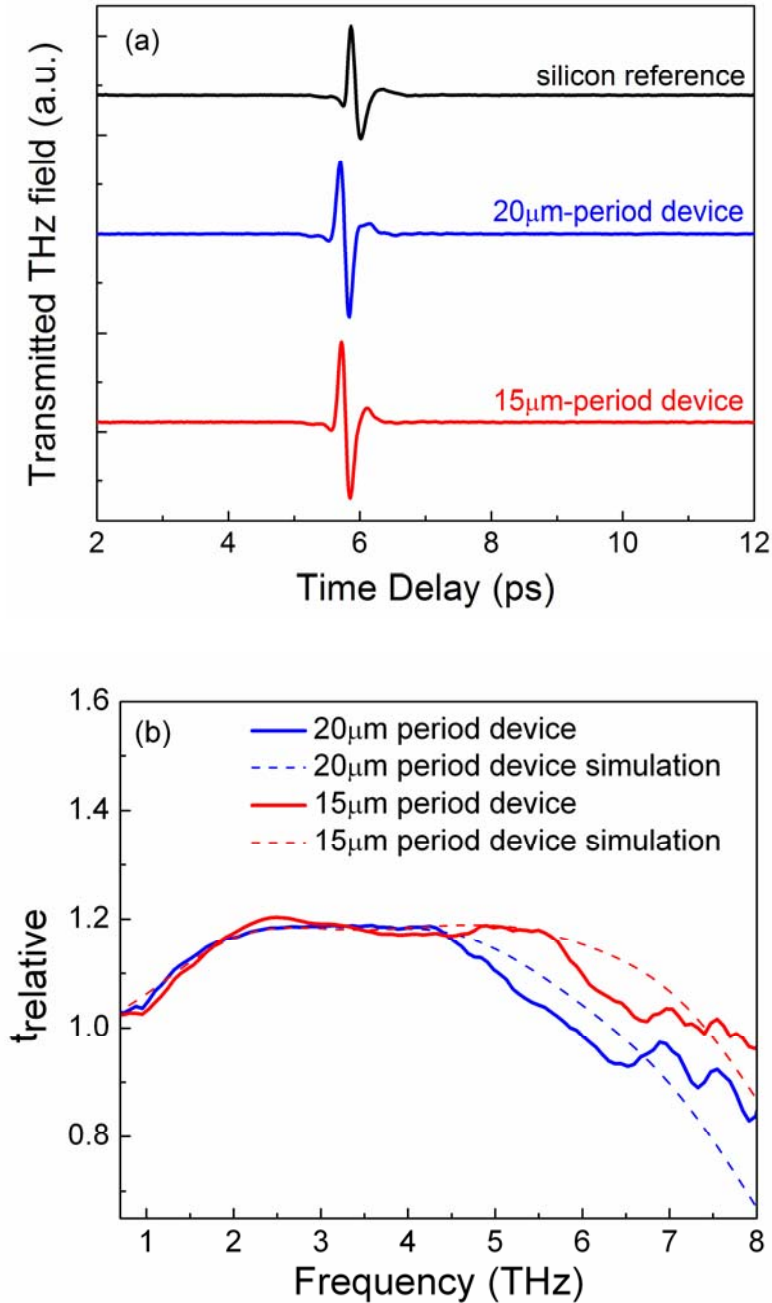 (a)
silicon reference
20μm-period device
15μm-period device
Transmitted THz field (a.u.)
2 4 6 8 10 12
Time Delay (ps)
(b)
20μm period device
20μm period device simulation
15μm period device
15μm period device simulation
1.6
1.4
1.2
1.0
0.8
trelative
1 2 3 4 5 6 7 8
Frequency (THz)